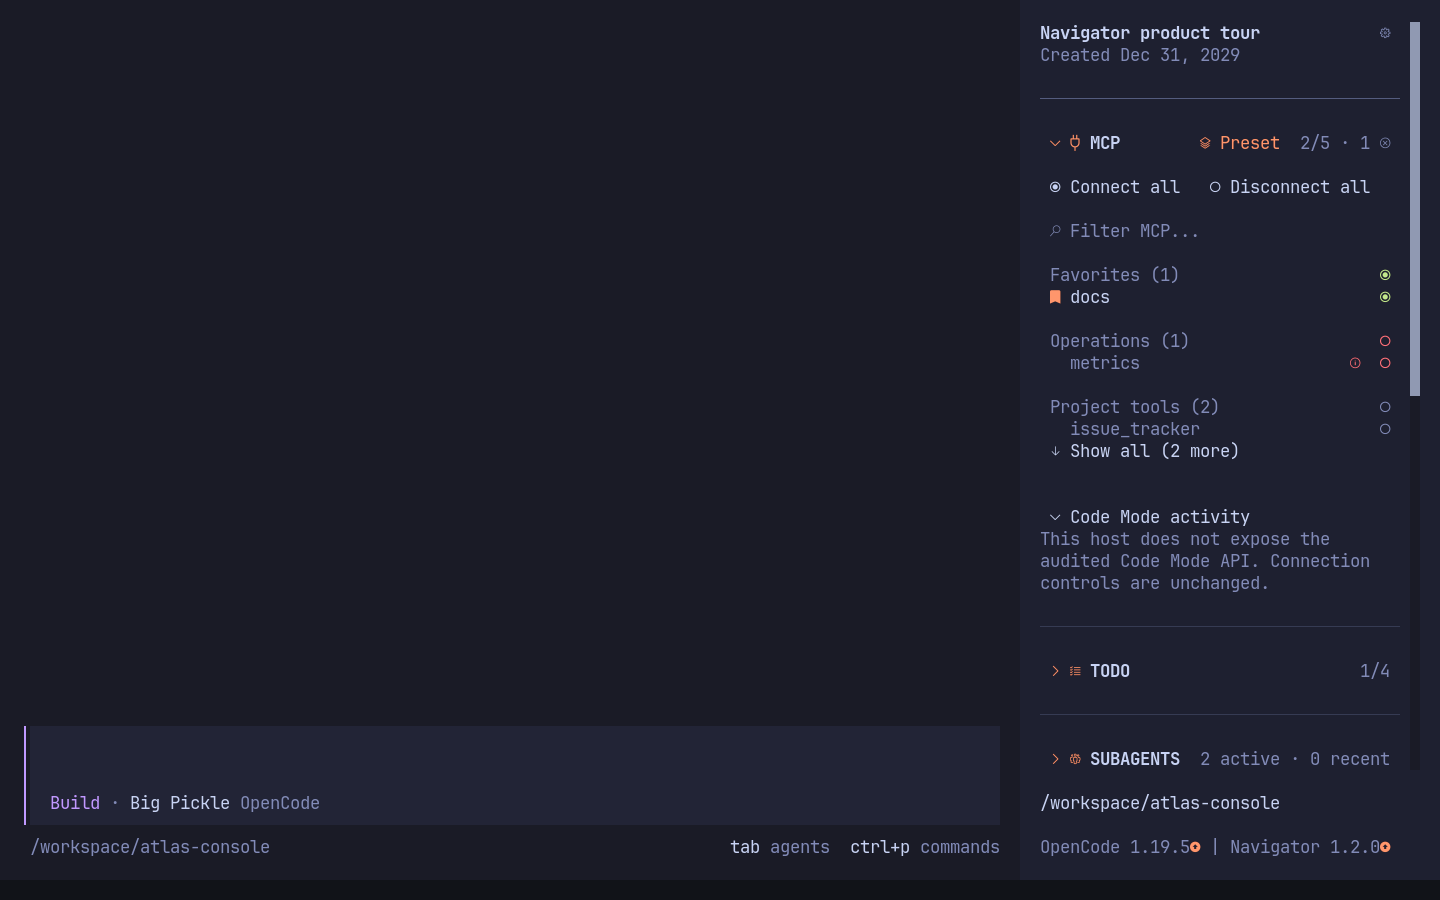 Navigator product tour
Created Dec 31, 2029
MCP Preset 2/5 · 1
Connect all Disconnect all
Filter MCP...
Favorites (1)
docs
Operations (1)
metrics
Project tools (2)
issue_tracker
↓ Show all (2 more)
Code Mode activity
This host does not expose the
audited Code Mode API. Connection
controls are unchanged.
TODO 1/4
SUBAGENTS 2 active · 0 recent
/workspace/atlas-console
OpenCode 1.19.5 | Navigator 1.2.0
Build · Big Pickle OpenCode
/workspace/atlas-console tab agents ctrl+p commands